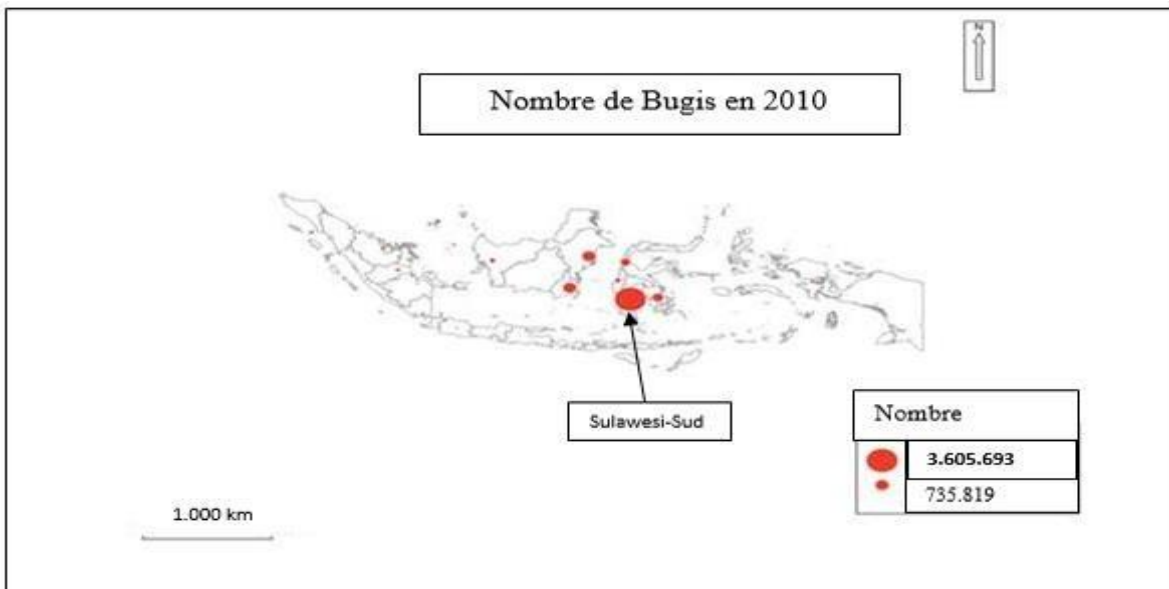 N
Nombre de Bugis en 2010
Sulawesi-Sud
Nombre
3.605.693
735.819
1.000 km